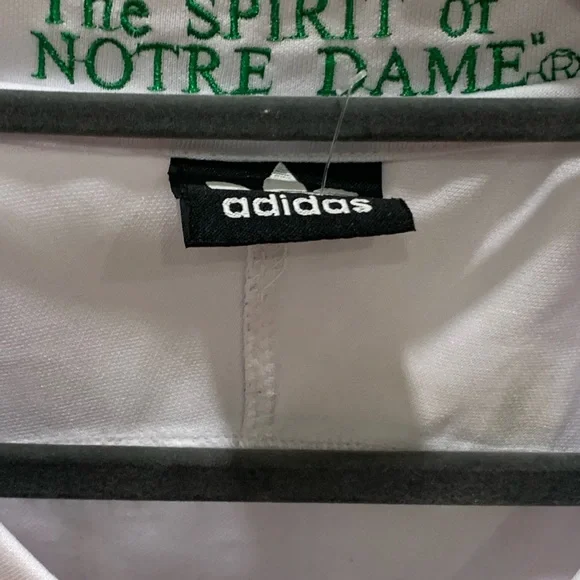 The SPIRIT of
NOTRE DAME"®
adidas